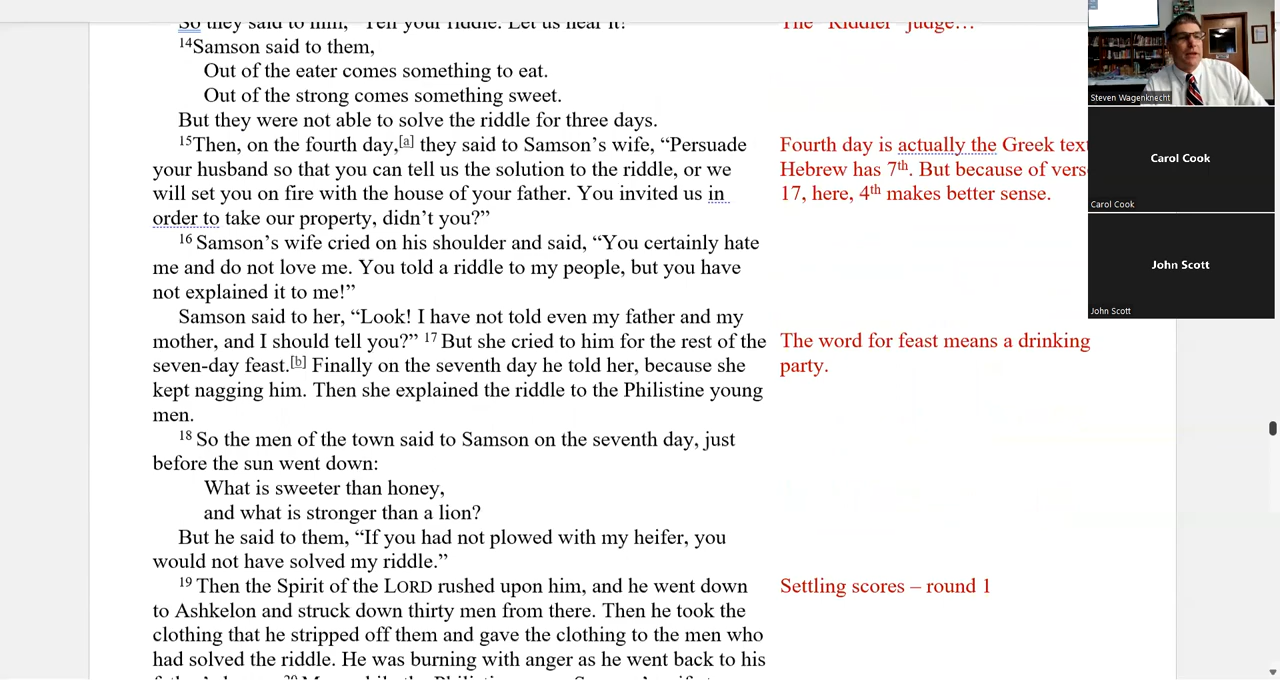 So they said to him, “Tell your riddle. Let us hear it!”
The “Riddler” judge…
14Samson said to them,
Out of the eater comes something to eat.
Out of the strong comes something sweet.
But they were not able to solve the riddle for three days.
15Then, on the fourth day,[a] they said to Samson’s wife, “Persuade
your husband so that you can tell us the solution to the riddle, or we
will set you on fire with the house of your father. You invited us in
order to take our property, didn’t you?”
Fourth day is actually the Greek text
Hebrew has 7th. But because of vers
17, here, 4th makes better sense.
16 Samson’s wife cried on his shoulder and said, “You certainly hate
me and do not love me. You told a riddle to my people, but you have
not explained it to me!”
Samson said to her, “Look! I have not told even my father and my
mother, and I should tell you?” 17 But she cried to him for the rest of the
seven-day feast.[b] Finally on the seventh day he told her, because she
kept nagging him. Then she explained the riddle to the Philistine young
men.
The word for feast means a drinking
party.
18 So the men of the town said to Samson on the seventh day, just
before the sun went down:
What is sweeter than honey,
and what is stronger than a lion?
But he said to them, “If you had not plowed with my heifer, you
would not have solved my riddle.”
19 Then the Spirit of the LORD rushed upon him, and he went down
to Ashkelon and struck down thirty men from there. Then he took the
clothing that he stripped off them and gave the clothing to the men who
had solved the riddle. He was burning with anger as he went back to his
Settling scores – round 1
Steven Wagenknecht
Carol Cook
Carol Cook
John Scott
John Scott